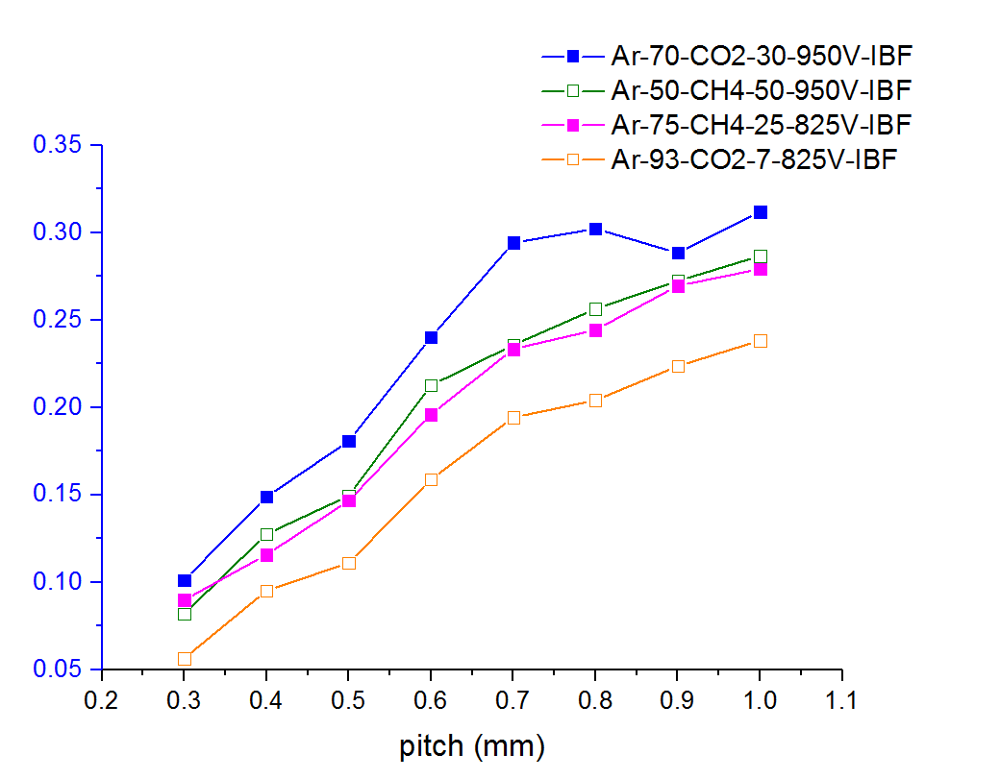 Ar-70-CO2-30-950V-IBF
Ar-50-CH4-50-950V-IBF
Ar-75-CH4-25-825V-IBF
Ar-93-CO2-7-825V-IBF
0.35
0.30
0.25
0.20
0.15
0.10
0.05
0.2 0.3 0.4 0.5 0.6 0.7 0.8 0.9 1.0 1.1
pitch (mm)